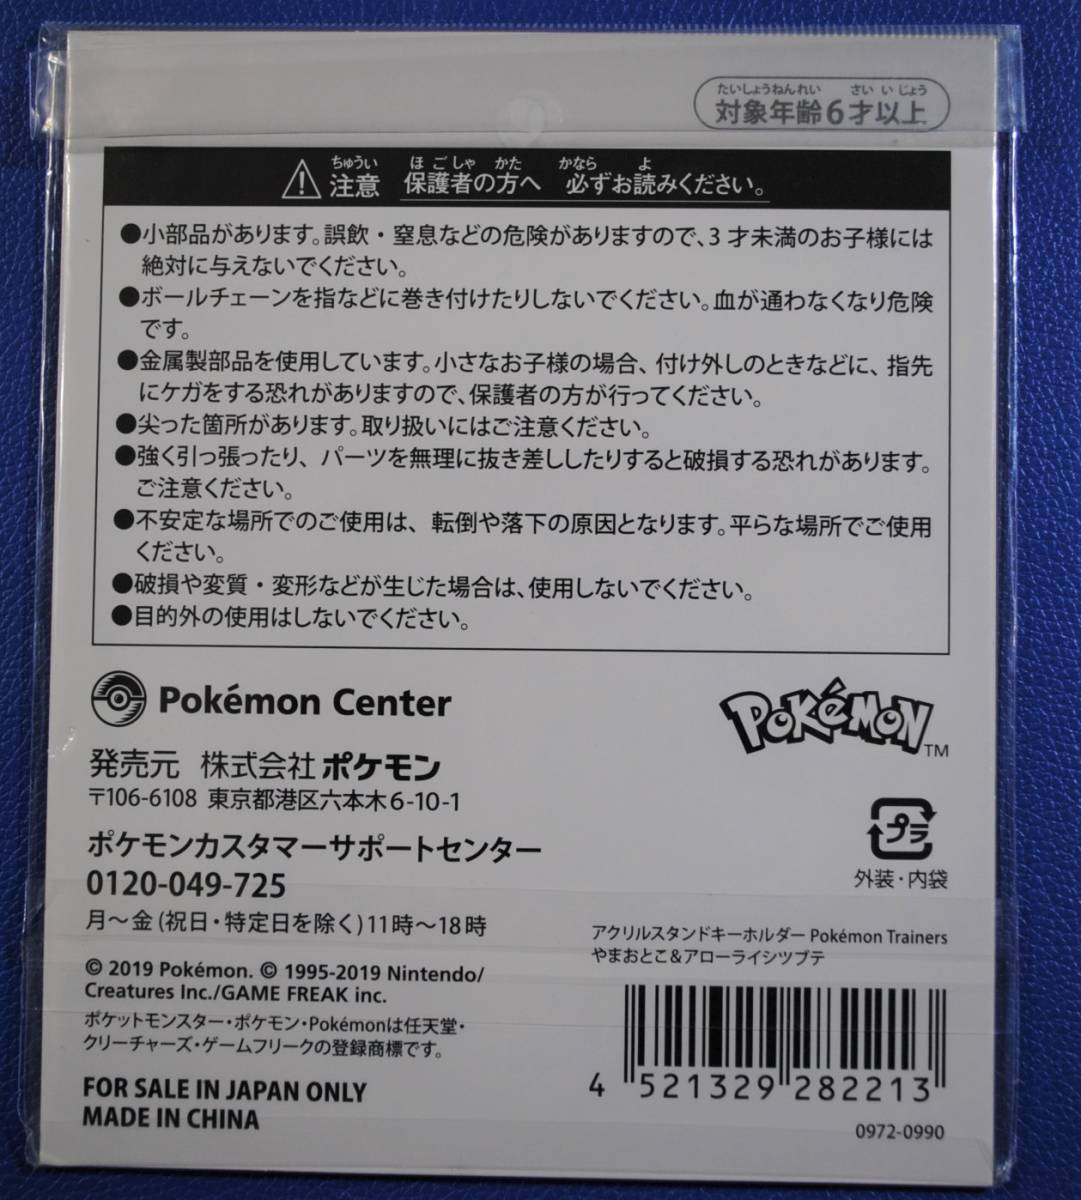 たいしょうねんれい さい いじょう
対象年齢6才以上
ちゅうい ほごしゃ かた かなら よ
注意 保護者の方へ 必ずお読みください。
●小部品があります。誤飲・窒息などの危険がありますので、3才未満のお子様には
絶対に与えないでください。
●ボールチェーンを指などに巻き付けたりしないでください。血が通わなくなり危険
です。
●金属製部品を使用しています。小さなお子様の場合、付け外しのときなどに、指先
にケガをする恐れがありますので、保護者の方が行ってください。
●尖った箇所があります。取り扱いにはご注意ください。
●強く引っ張ったり、パーツを無理に抜き差ししたりすると破損する恐れがあります。
ご注意ください。
●不安定な場所でのご使用は、転倒や落下の原因となります。平らな場所でご使用
ください。
●破損や変質・変形などが生じた場合は、使用しないでください。
●目的外の使用はしないでください。
Pokémon Center
POKéMON TM
発売元 株式会社ポケモン
〒106-6108 東京都港区六本木6-10-1
プラ
外装・内袋
ポケモンカスタマーサポートセンター
0120-049-725
月～金(祝日・特定日を除く)11時～18時
アクリルスタンドキーホルダー Pokémon Trainers
やまおとこ&アローライシツブテ
© 2019 Pokémon. © 1995-2019 Nintendo/
Creatures Inc./GAME FREAK inc.
ポケットモンスター・ポケモン・Pokémonは任天堂・
クリーチャーズ・ゲームフリークの登録商標です。
FOR SALE IN JAPAN ONLY
MADE IN CHINA
4 521329 282213
0972-0990